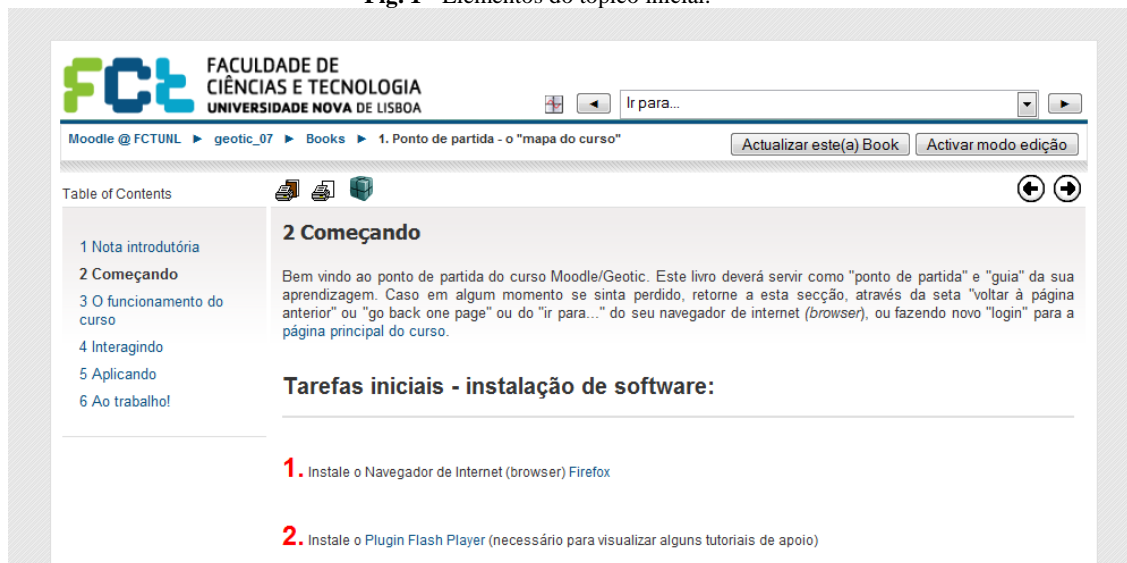 Fig. 1 - Elementos do tópico inicial.
FCt
FACULDADE DE
CIÊNCIAS E TECNOLOGIA
UNIVERSIDADE NOVA DE LISBOA
Ir para...
Moodle @ FCTUNL ► geotic_07 ► Books ► 1. Ponto de partida - o "mapa do curso"
Actualizar este(a) Book
Activar modo edição
Table of Contents
1 Nota introdutória
2 Começando
3 O funcionamento do
curso
4 Interagindo
5 Aplicando
6 Ao trabalho!
2 Começando
Bem vindo ao ponto de partida do curso Moodle/Geotic. Este livro deverá servir como "ponto de partida" e "guia" da sua
aprendizagem. Caso em algum momento se sinta perdido, retorne a esta secção, através da seta "voltar à página
anterior" ou "go back one page" ou do "ir para..." do seu navegador de internet (browser), ou fazendo novo "login" para a
página principal do curso.
Tarefas iniciais - instalação de software:
1. Instale o Navegador de Internet (browser) Firefox
2. Instale o Plugin Flash Player (necessário para visualizar alguns tutoriais de apoio)